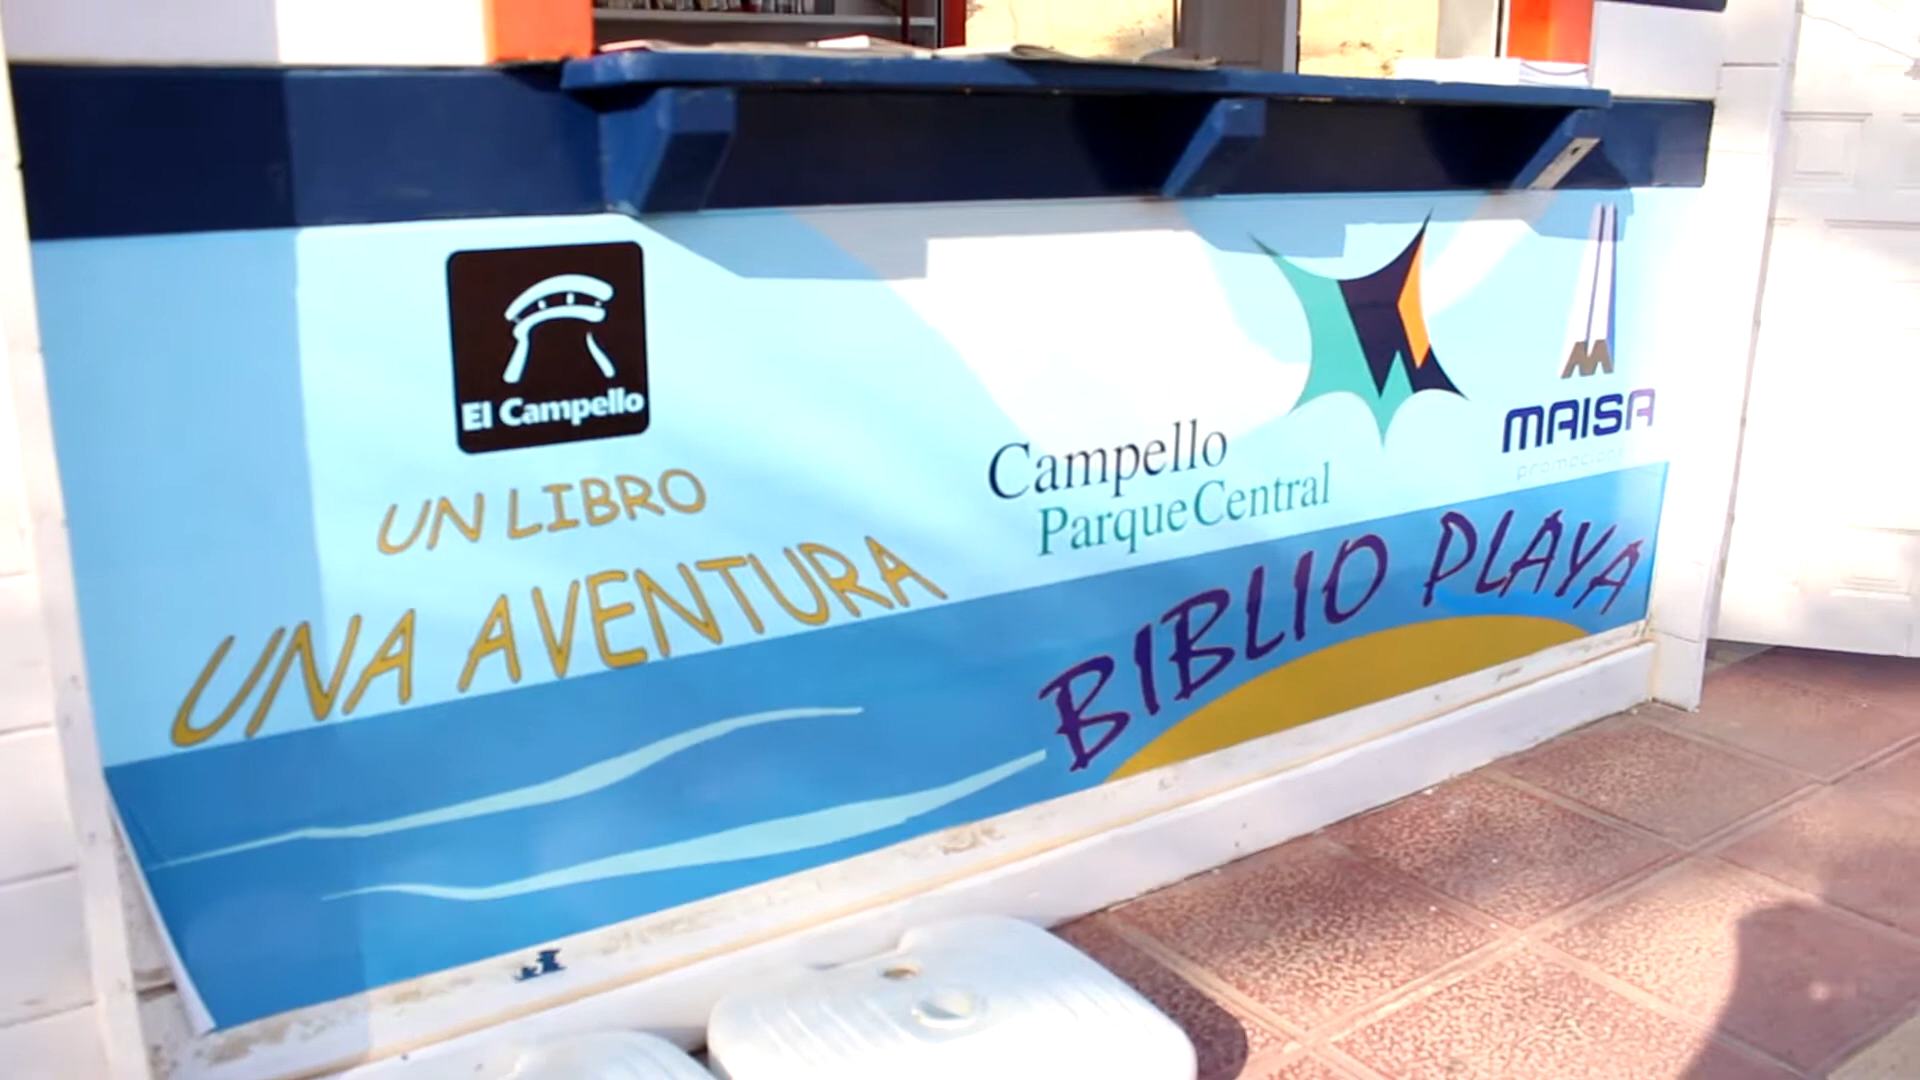 El Campello
UN LIBRO
UNA AVENTURA
Campello
Parque Central
MAISA
BIBLIO PLAYA